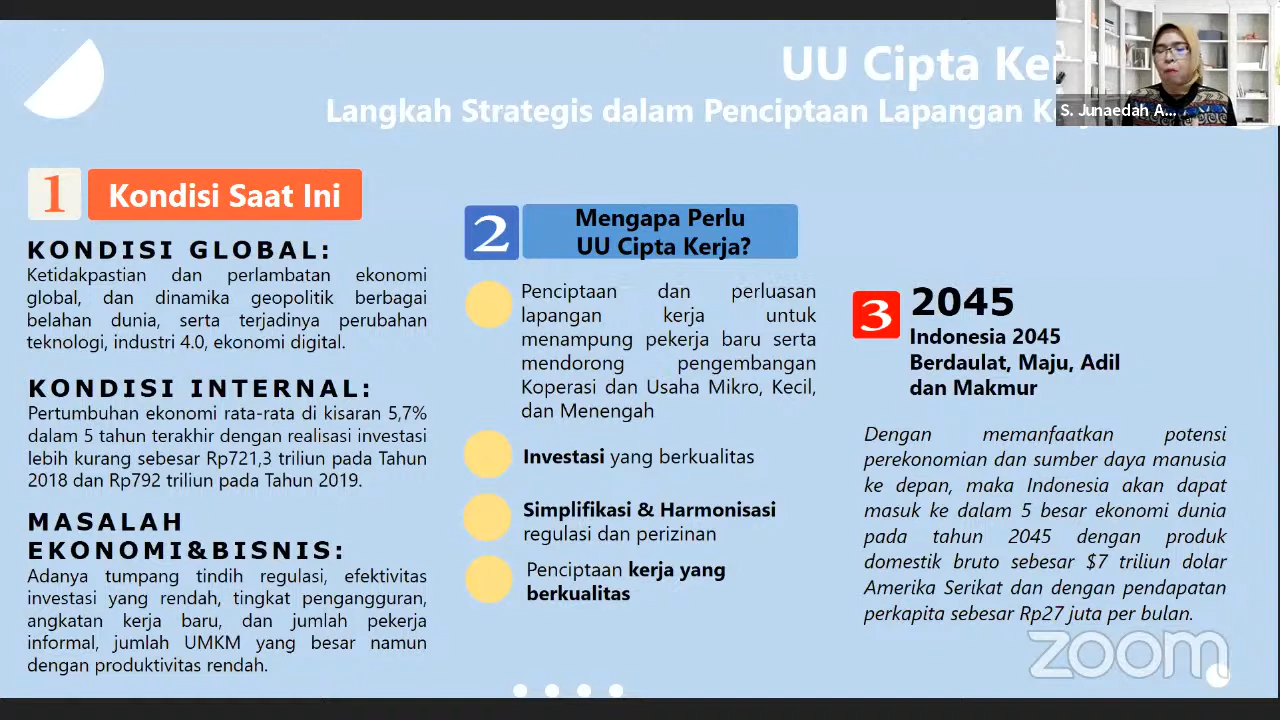 UU Cipta Ke
Langkah Strategis dalam Penciptaan Lapangan K
S. Junaedah A...
1
Kondisi Saat Ini
KONDISI GLOBAL:
Ketidakpastian dan perlambatan ekonomi
global, dan dinamika geopolitik berbagai
belahan dunia, serta terjadinya perubahan
teknologi, industri 4.0, ekonomi digital.
KONDISI INTERNAL:
Pertumbuhan ekonomi rata-rata di kisaran 5,7%
dalam 5 tahun terakhir dengan realisasi investasi
lebih kurang sebesar Rp721,3 triliun pada Tahun
2018 dan Rp792 triliun pada Tahun 2019.
MASALAH
EKONOMI&BISNIS:
Adanya tumpang tindih regulasi, efektivitas
investasi yang rendah, tingkat pengangguran,
angkatan kerja baru, dan jumlah pekerja
informal, jumlah UMKM yang besar namun
dengan produktivitas rendah.
2
Mengapa Perlu
UU Cipta Kerja?
Penciptaan dan perluasan
lapangan kerja untuk
menampung pekerja baru serta
mendorong pengembangan
Koperasi dan Usaha Mikro, Kecil,
dan Menengah
Investasi yang berkualitas
Simplifikasi & Harmonisasi
regulasi dan perizinan
Penciptaan kerja yang
berkualitas
3
2045
Indonesia 2045
Berdaulat, Maju, Adil
dan Makmur
Dengan memanfaatkan potensi
perekonomian dan sumber daya manusia
ke depan, maka Indonesia akan dapat
masuk ke dalam 5 besar ekonomi dunia
pada tahun 2045 dengan produk
domestik bruto sebesar $7 triliun dolar
Amerika Serikat dan dengan pendapatan
perkapita sebesar Rp27 juta per bulan.
zoom